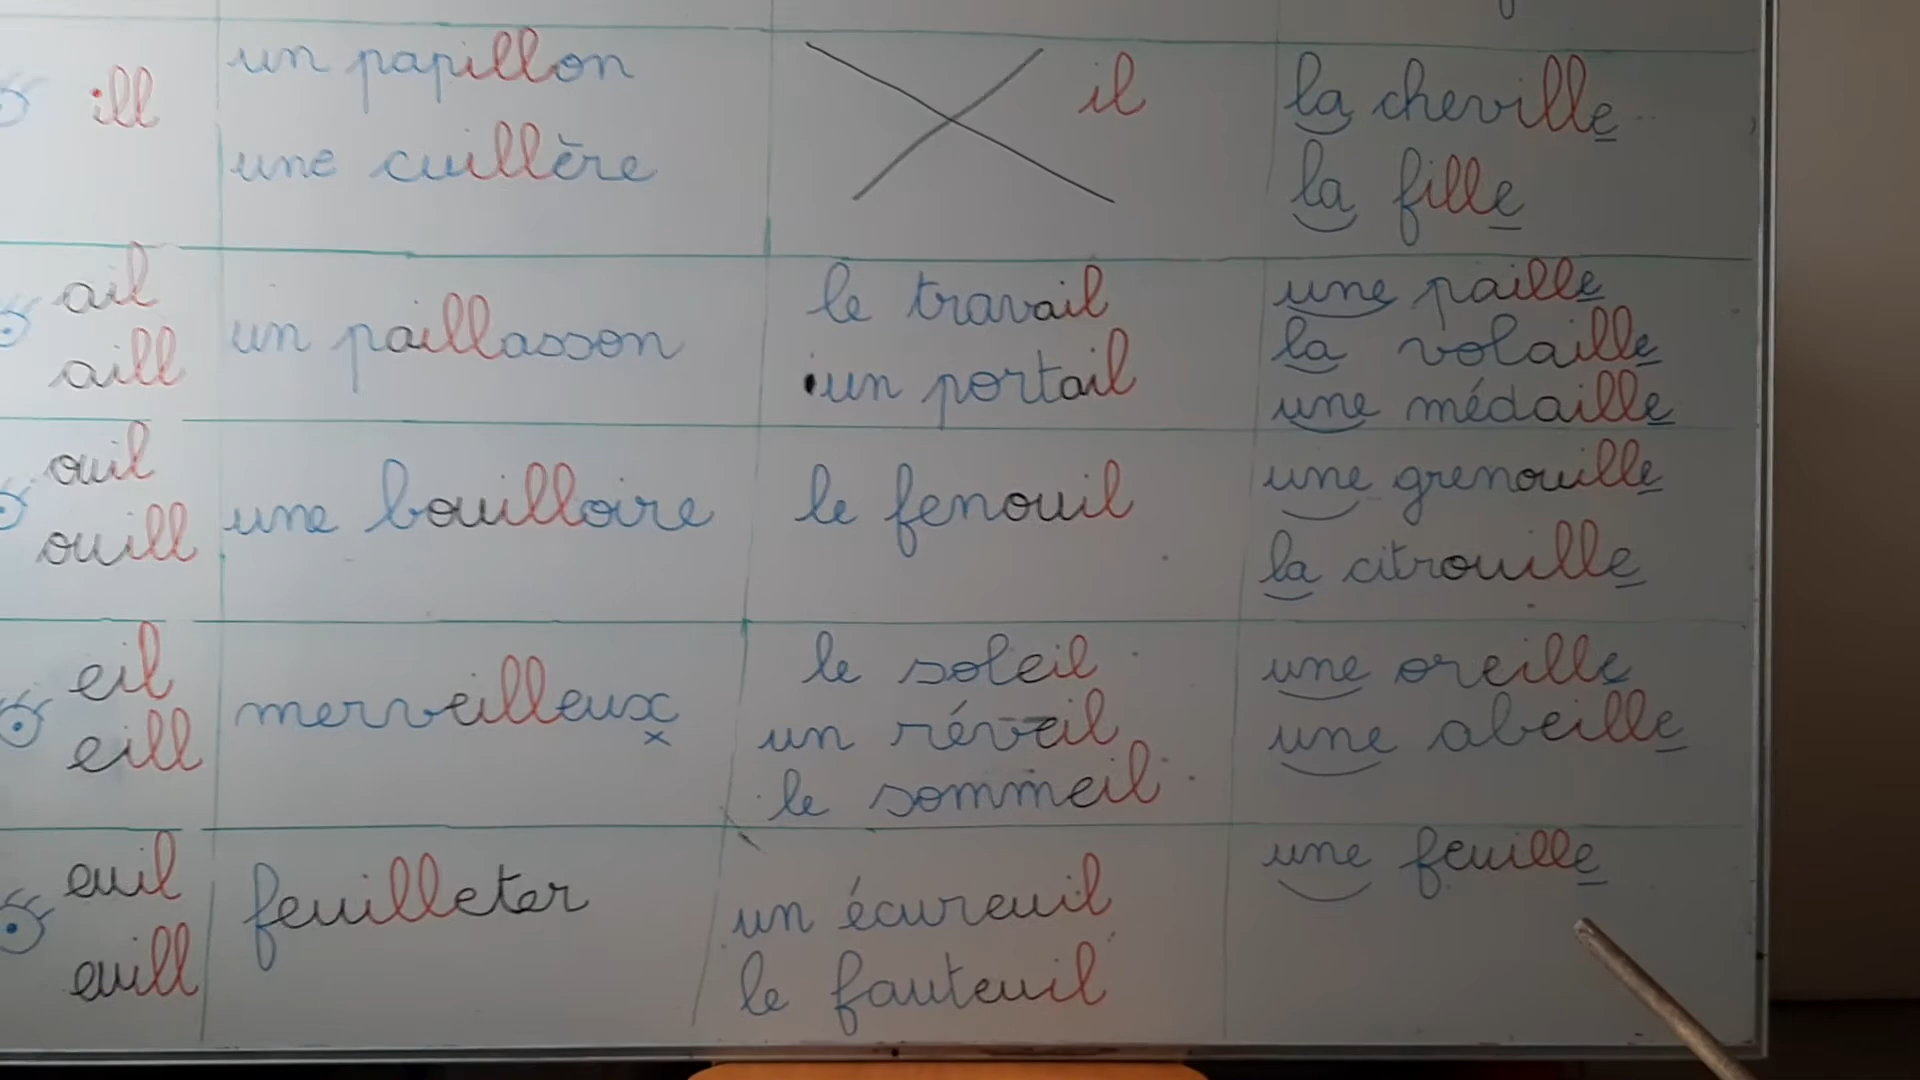 ill
un papillon
une cuillère
il
la cheville
la fille
ail
aill
un paillasson
le travail
un portail
une paille
la volaille
une médaille
ouil
ouill
une bouilloire
le fenouil
une grenouille
la citrouille
eil
eill
merveilleux
x
le soleil
un réveil
le sommeil
une oreille
une abeille
euil
euill
feuilleter
un écureuil
le fauteuil
une feuille